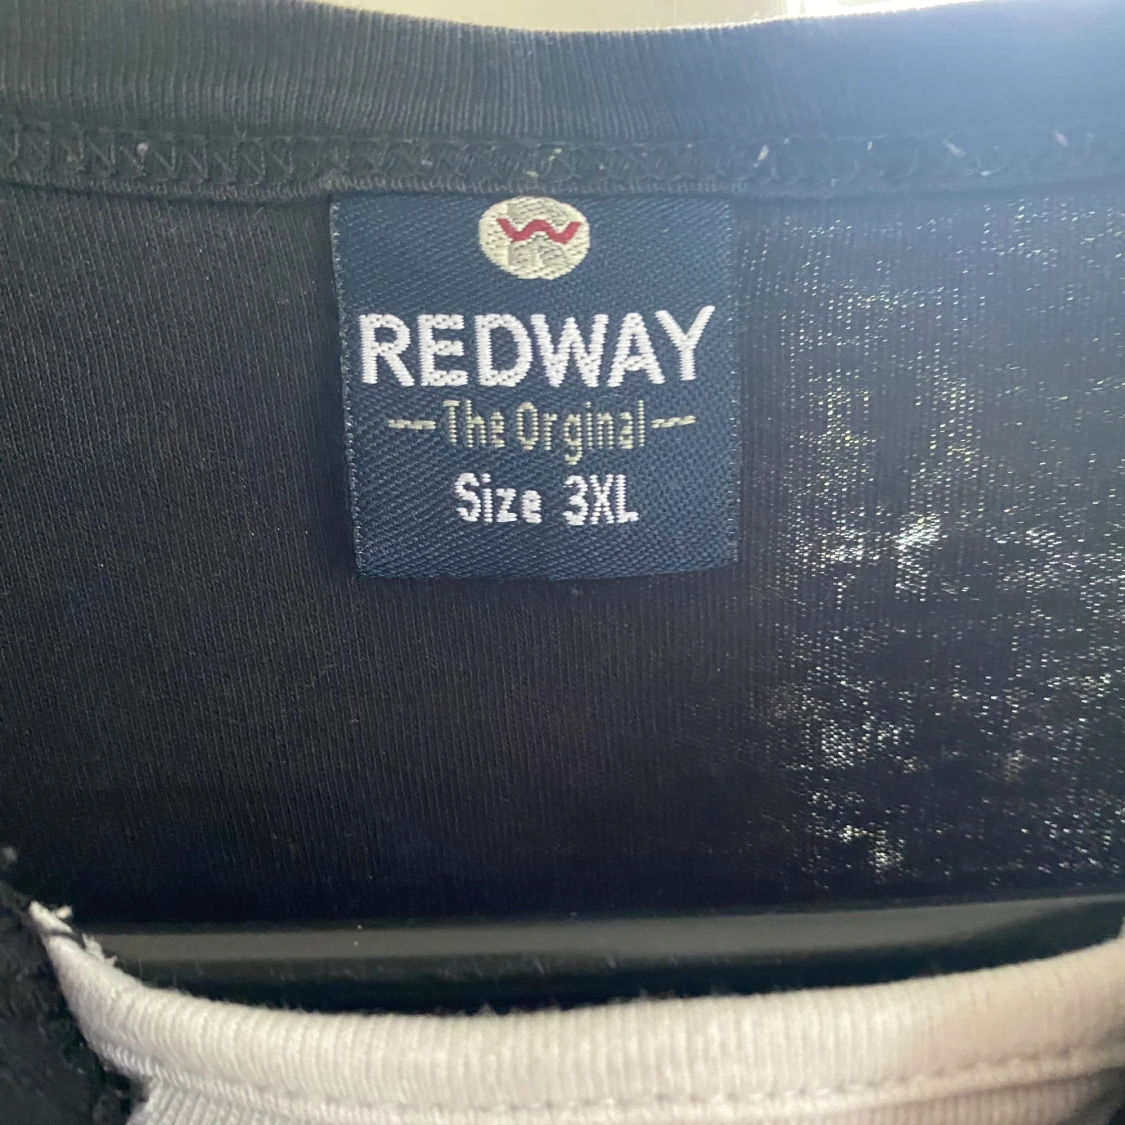 REDWAY
The Orginal
Size 3XL